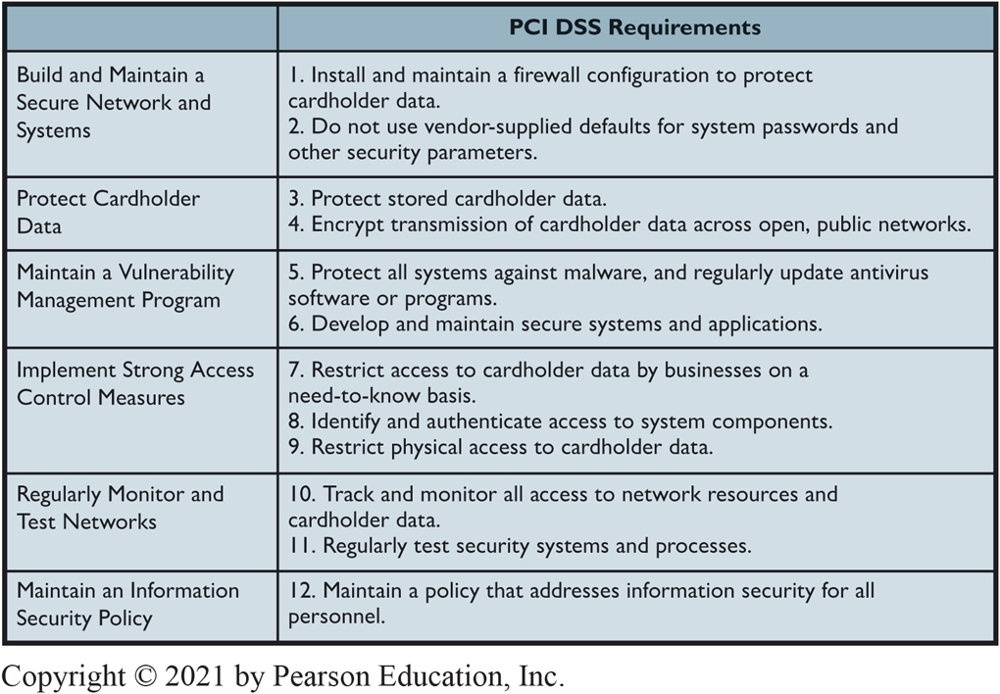 PCI DSS Requirements
Build and Maintain a
Secure Network and
Systems
1. Install and maintain a firewall configuration to protect
cardholder data.
2. Do not use vendor-supplied defaults for system passwords and
other security parameters.
Protect Cardholder
Data
3. Protect stored cardholder data.
4. Encrypt transmission of cardholder data across open, public networks.
Maintain a Vulnerability
Management Program
5. Protect all systems against malware, and regularly update antivirus
software or programs.
6. Develop and maintain secure systems and applications.
Implement Strong Access
Control Measures
7. Restrict access to cardholder data by businesses on a
need-to-know basis.
8. Identify and authenticate access to system components.
9. Restrict physical access to cardholder data.
Regularly Monitor and
Test Networks
10. Track and monitor all access to network resources and
cardholder data.
11. Regularly test security systems and processes.
Maintain an Information
Security Policy
12. Maintain a policy that addresses information security for all
personnel.
Copyright © 2021 by Pearson Education, Inc.